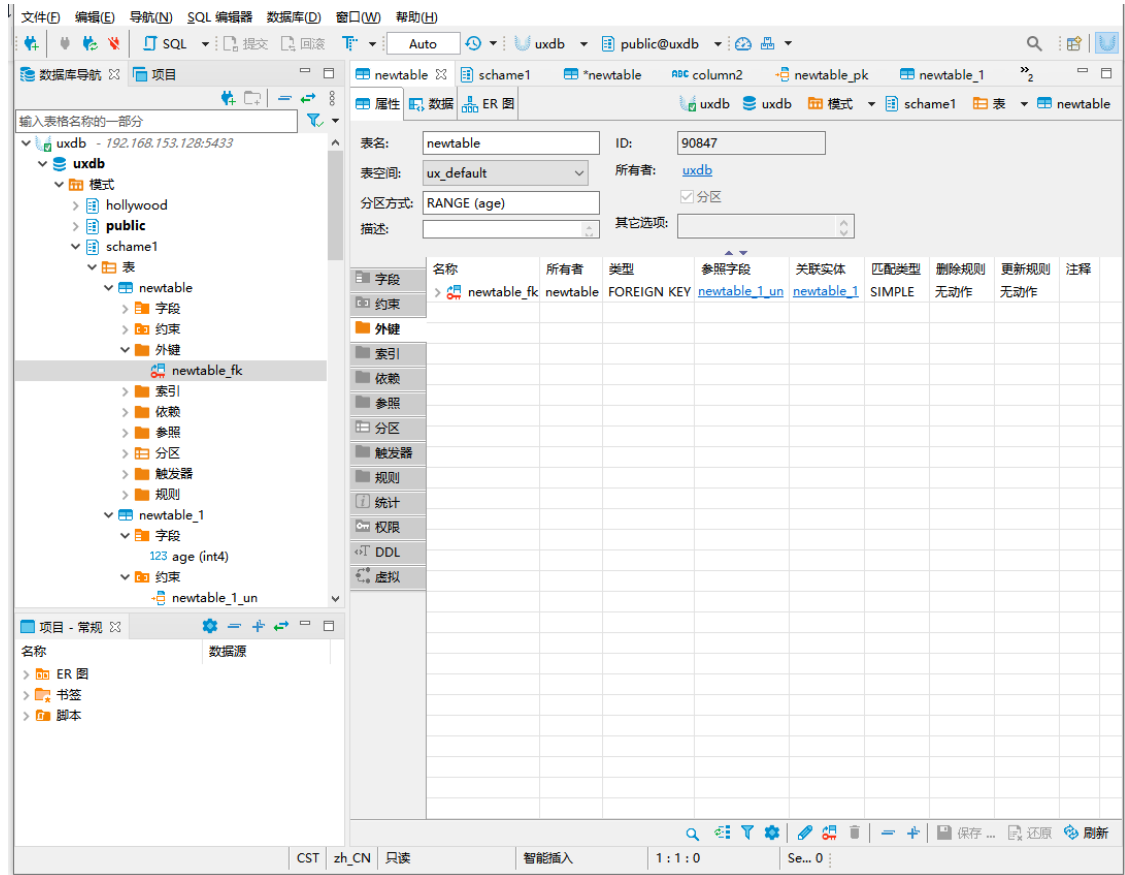 文件(F) 编辑(E) 导航(N) SQL 编辑器 数据库(D) 窗口(W) 帮助(H)
SQL 提交 回滚 Auto uxdb public@uxdb
数据库导航 项目
输入表格名称的一部分
uxdb - 192.168.153.128:5433
uxdb
模式
hollywood
public
schame1
表
newtable
字段
约束
外键
newtable_fk
索引
依赖
参照
分区
触发器
规则
newtable_1
字段
123 age (int4)
约束
newtable_1_un
项目 - 常规
名称 数据源
ER 图
书签
脚本
newtable schame1 *newtable ABC column2 newtable_pk newtable_1 »2
属性 数据 ER 图 uxdb uxdb 模式 schame1 表 newtable
表名: newtable ID: 90847
表空间: ux_default 所有者: uxdb
分区
分区方式: RANGE (age)
描述: 其它选项:
字段
约束
外键
索引
依赖
参照
分区
触发器
规则
统计
权限
DDL
虚拟
名称 所有者 类型 参照字段 关联实体 匹配类型 删除规则 更新规则 注释
newtable_fk newtable FOREIGN KEY newtable_1_un newtable_1 SIMPLE 无动作 无动作
保存 ... 还原 刷新
CST zh_CN 只读 智能插入 1 : 1 : 0 Se... 0